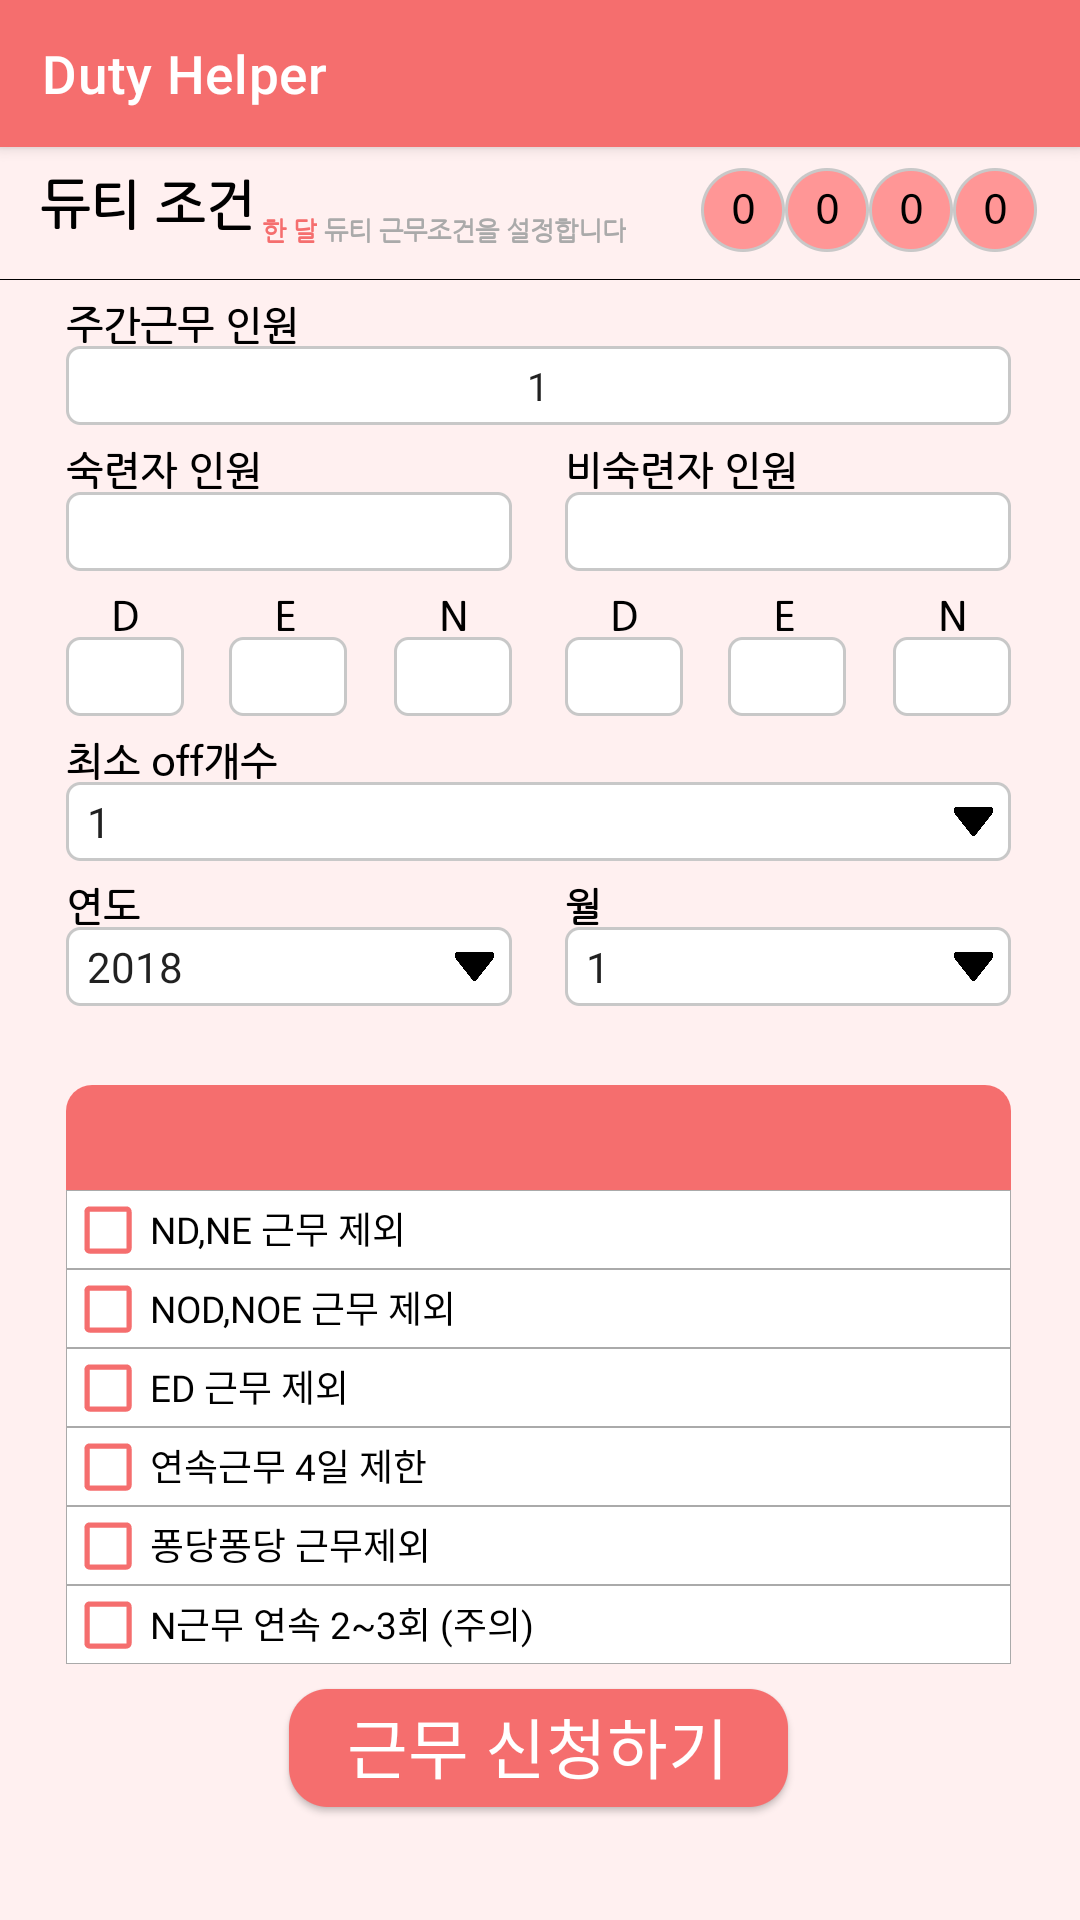 Duty Helper
듀티 조건 한 달 듀티 근무조건을 설정합니다 0 0 0 0
주간근무 인원
1
숙련자 인원 비숙련자 인원
D E N D E N
최소 off개수
1
연도 월
2018 1
ND,NE 근무 제외
NOD,NOE 근무 제외
ED 근무 제외
연속근무 4일 제한
퐁당퐁당 근무제외
N근무 연속 2~3회 (주의)
근무 신청하기